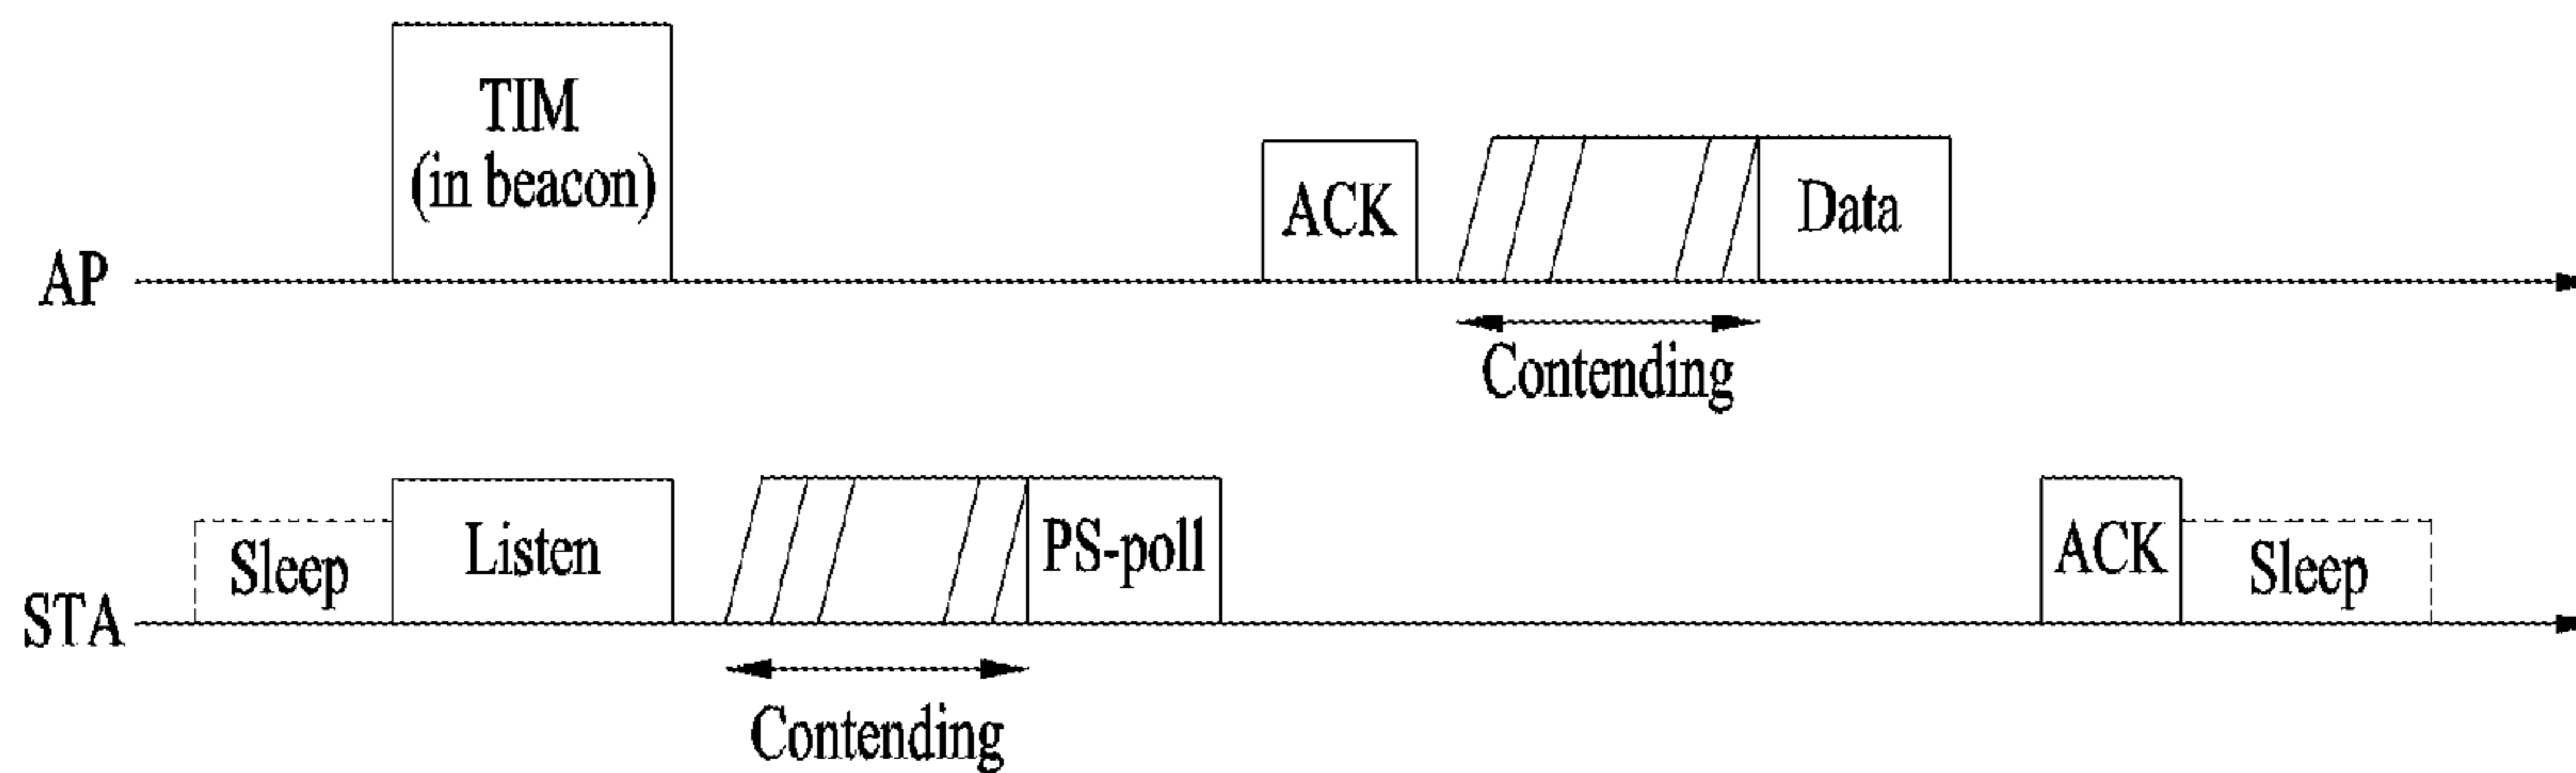 TIM
(in beacon)
ACK
Data
AP
Contending
Sleep
Listen
PS-poll
ACK
Sleep
STA
Contending